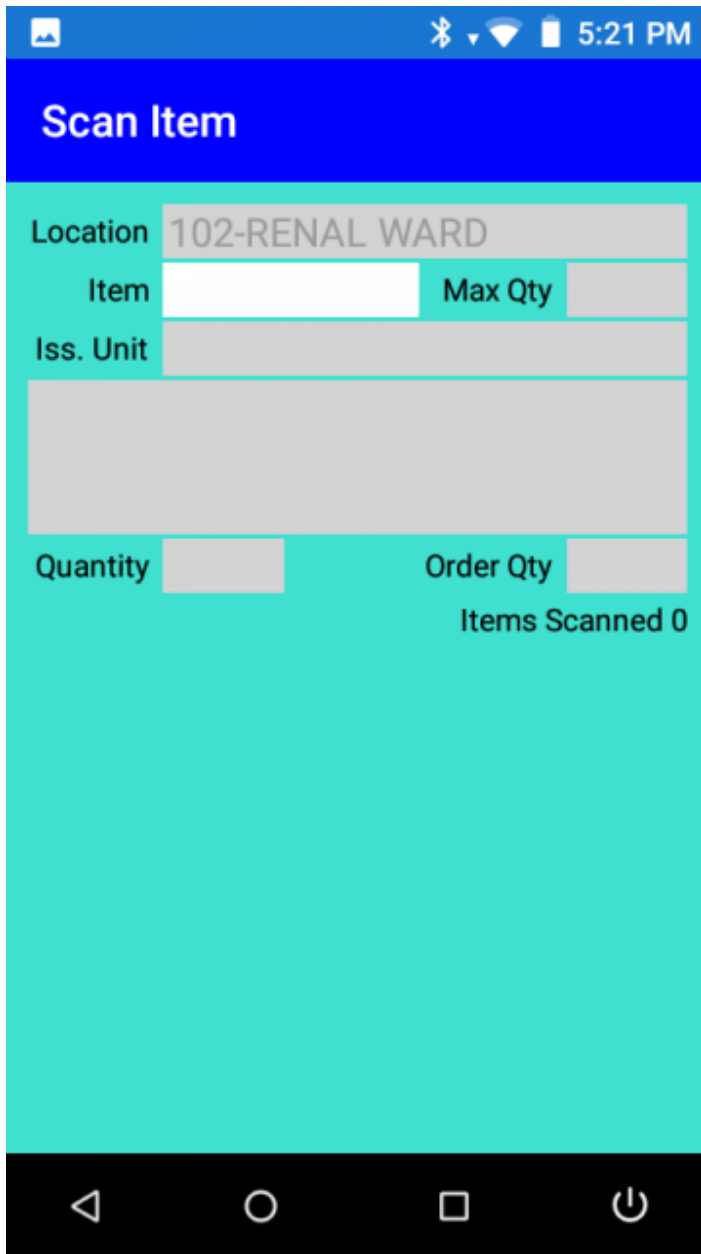 5:21 PM
Scan Item
Location 102-RENAL WARD
Item Max Qty
Iss. Unit
Quantity Order Qty
Items Scanned 0